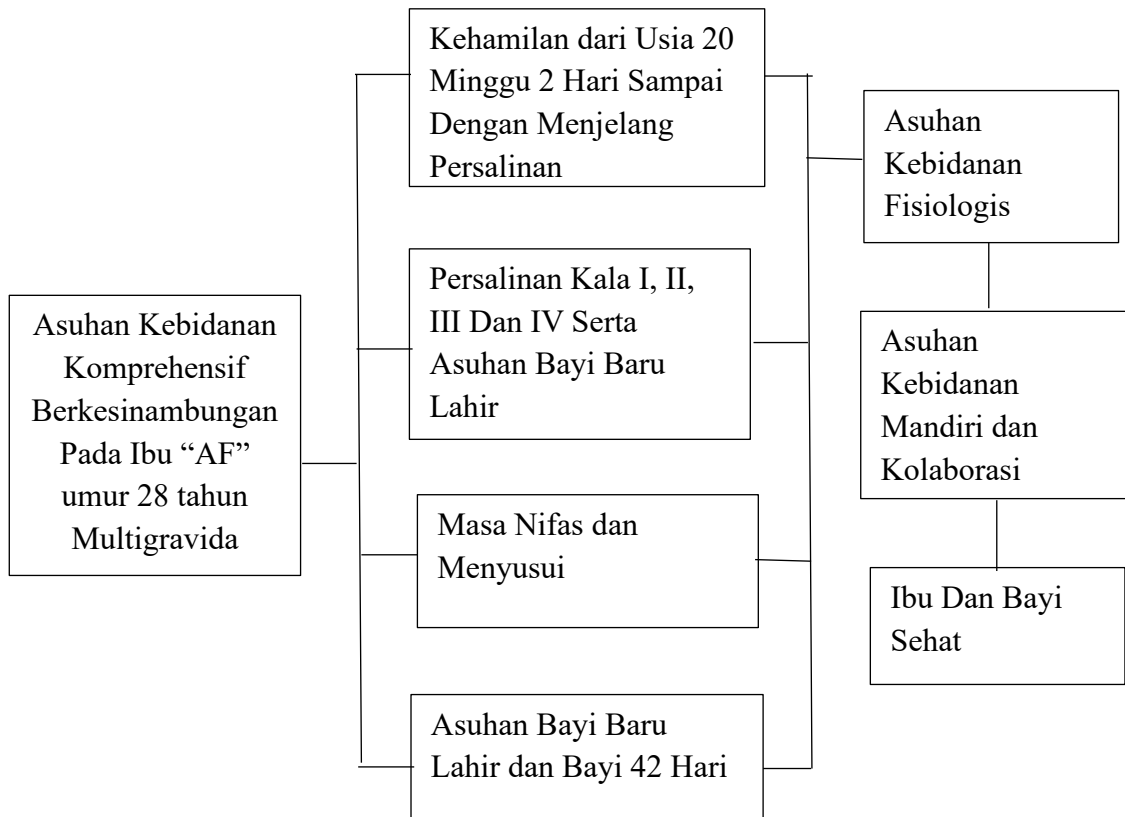 Asuhan Kebidanan
Komprehensif
Berkesinambungan
Pada Ibu “AF”
umur 28 tahun
Multigravida
Kehamilan dari Usia 20
Minggu 2 Hari Sampai
Dengan Menjelang
Persalinan
Persalinan Kala I, II,
III Dan IV Serta
Asuhan Bayi Baru
Lahir
Masa Nifas dan
Menyusui
Asuhan Bayi Baru
Lahir dan Bayi 42 Hari
Asuhan
Kebidanan
Fisiologis
Asuhan
Kebidanan
Mandiri dan
Kolaborasi
Ibu Dan Bayi
Sehat